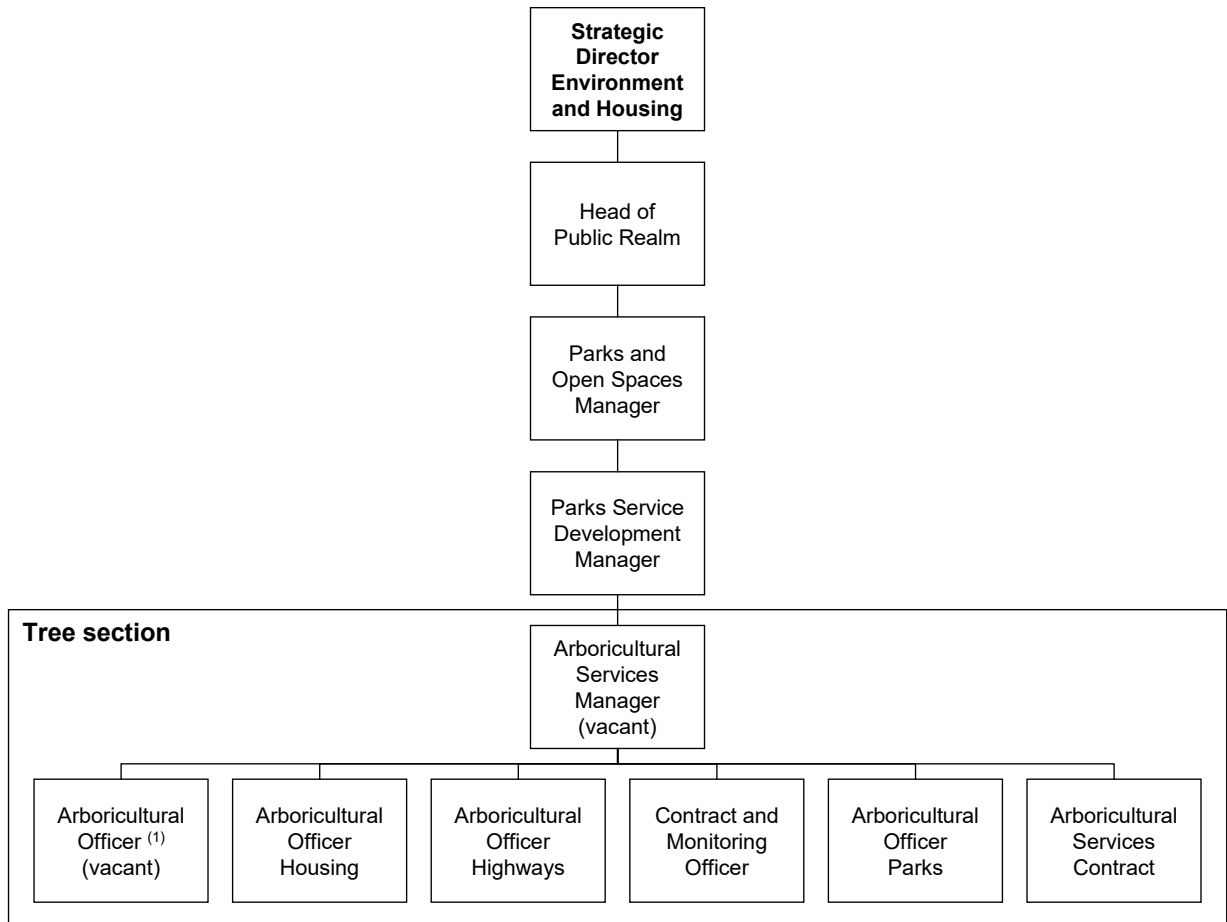 Strategic
Director
Environment
and Housing
Head of
Public Realm
Parks and
Open Spaces
Manager
Parks Service
Development
Manager
Tree section
Arboricultural
Services
Manager
(vacant)
Arboricultural
Officer (1)
(vacant)
Arboricultural
Officer
Housing
Arboricultural
Officer
Highways
Contract and
Monitoring
Officer
Arboricultural
Officer
Parks
Arboricultural
Services
Contract